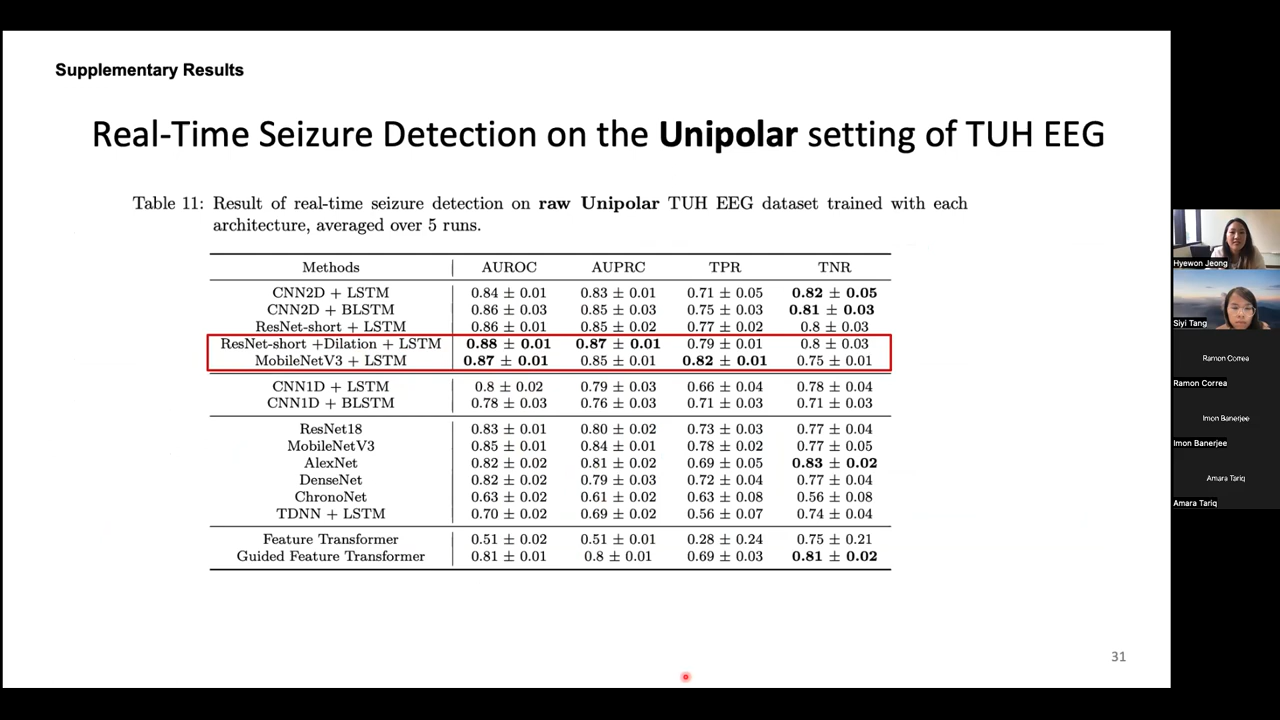 Supplementary Results
Real-Time Seizure Detection on the Unipolar setting of TUH EEG
Table 11: Result of real-time seizure detection on raw Unipolar TUH EEG dataset trained with each
architecture, averaged over 5 runs.
Methods AUROC AUPRC TPR TNR
CNN2D + LSTM 0.84 ± 0.01 0.83 ± 0.01 0.71 ± 0.05 0.82 ± 0.05
CNN2D + BLSTM 0.86 ± 0.03 0.85 ± 0.03 0.75 ± 0.03 0.81 ± 0.03
ResNet-short + LSTM 0.86 ± 0.01 0.85 ± 0.02 0.77 ± 0.02 0.8 ± 0.03
ResNet-short +Dilation + LSTM 0.88 ± 0.01 0.87 ± 0.01 0.79 ± 0.01 0.8 ± 0.03
MobileNetV3 + LSTM 0.87 ± 0.01 0.85 ± 0.01 0.82 ± 0.01 0.75 ± 0.01
CNN1D + LSTM 0.8 ± 0.02 0.79 ± 0.03 0.66 ± 0.04 0.78 ± 0.04
CNN1D + BLSTM 0.78 ± 0.03 0.76 ± 0.03 0.71 ± 0.03 0.71 ± 0.03
ResNet18 0.83 ± 0.01 0.80 ± 0.02 0.73 ± 0.03 0.77 ± 0.04
MobileNetV3 0.85 ± 0.01 0.84 ± 0.01 0.78 ± 0.02 0.77 ± 0.05
AlexNet 0.82 ± 0.02 0.81 ± 0.02 0.69 ± 0.05 0.83 ± 0.02
DenseNet 0.82 ± 0.02 0.79 ± 0.03 0.72 ± 0.04 0.77 ± 0.04
ChronoNet 0.63 ± 0.02 0.61 ± 0.02 0.63 ± 0.08 0.56 ± 0.08
TDNN + LSTM 0.70 ± 0.02 0.69 ± 0.02 0.56 ± 0.07 0.74 ± 0.04
Feature Transformer 0.51 ± 0.02 0.51 ± 0.01 0.28 ± 0.24 0.75 ± 0.21
Guided Feature Transformer 0.81 ± 0.01 0.8 ± 0.01 0.69 ± 0.03 0.81 ± 0.02
31
Hyewon Jeong
Siyi Tang
Ramon Correa
Ramon Correa
Imon Banerjee
Imon Banerjee
Amara Tariq
Amara Tariq